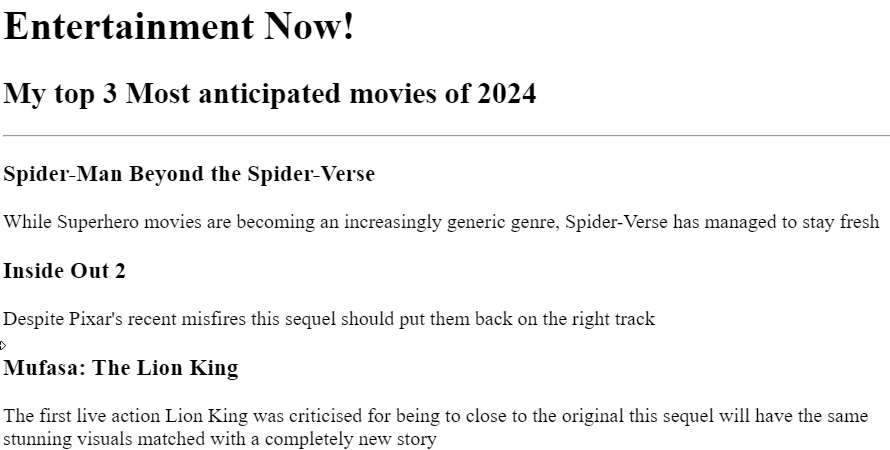 Entertainment Now!
My top 3 Most anticipated movies of 2024
Spider-Man Beyond the Spider-Verse
While Superhero movies are becoming an increasingly generic genre, Spider-Verse has managed to stay fresh
Inside Out 2
Despite Pixar's recent misfires this sequel should put them back on the right track
Mufasa: The Lion King
The first live action Lion King was criticised for being to close to the original this sequel will have the same
stunning visuals matched with a completely new story